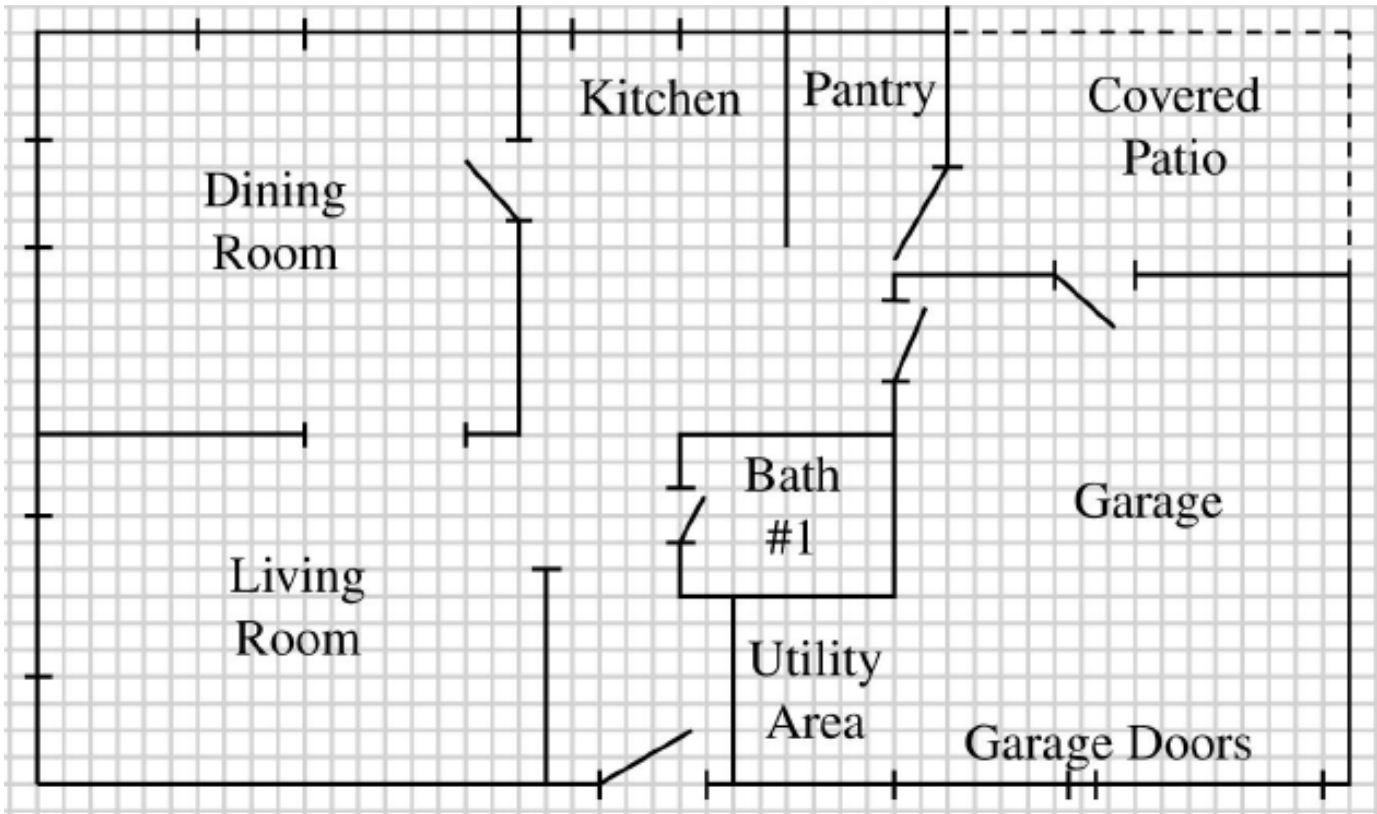 Kitchen
Pantry
Covered
Patio
Dining
Room
Bath
#1
Garage
Living
Room
Utility
Area
Garage Doors